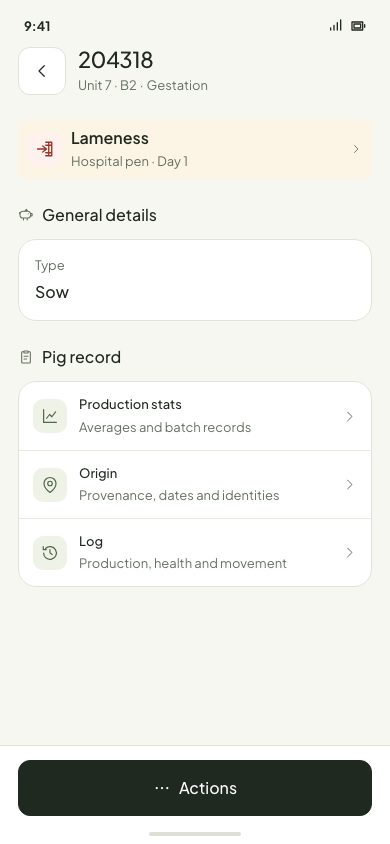 9:41
204318
Unit 7 · B2 · Gestation
Lameness
Hospital pen · Day 1
General details
Type
Sow
Pig record
Production stats
Averages and batch records
Origin
Provenance, dates and identities
Log
Production, health and movement
Actions